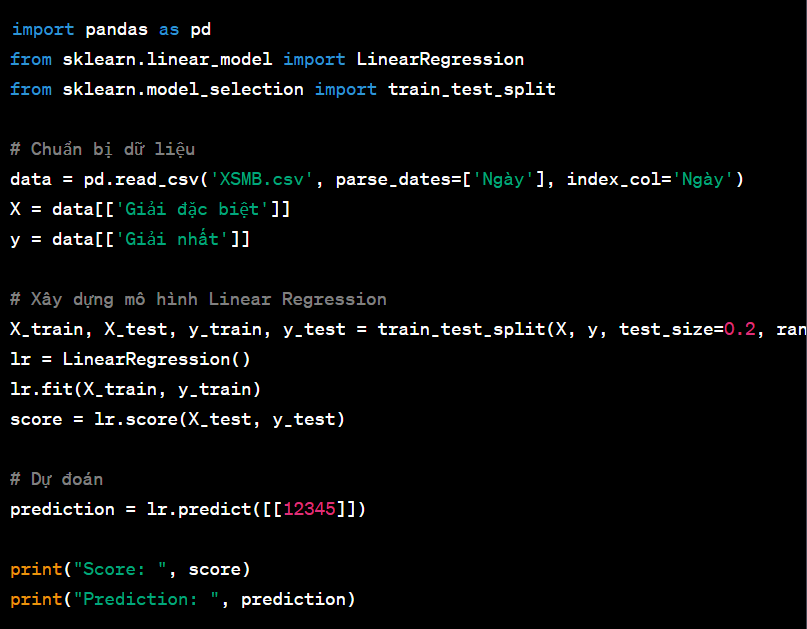 import pandas as pd
from sklearn.linear_model import LinearRegression
from sklearn.model_selection import train_test_split
# Chuẩn bị dữ liệu
data = pd.read_csv('XSMB.csv', parse_dates=['Ngày'], index_col='Ngày')
X = data[['Giải đặc biệt']]
y = data[['Giải nhất']]
# Xây dựng mô hình Linear Regression
X_train, X_test, y_train, y_test = train_test_split(X, y, test_size=0.2, ran
lr = LinearRegression()
lr.fit(X_train, y_train)
score = lr.score(X_test, y_test)
# Dự đoán
prediction = lr.predict([[12345]])
print("Score: ", score)
print("Prediction: ", prediction)